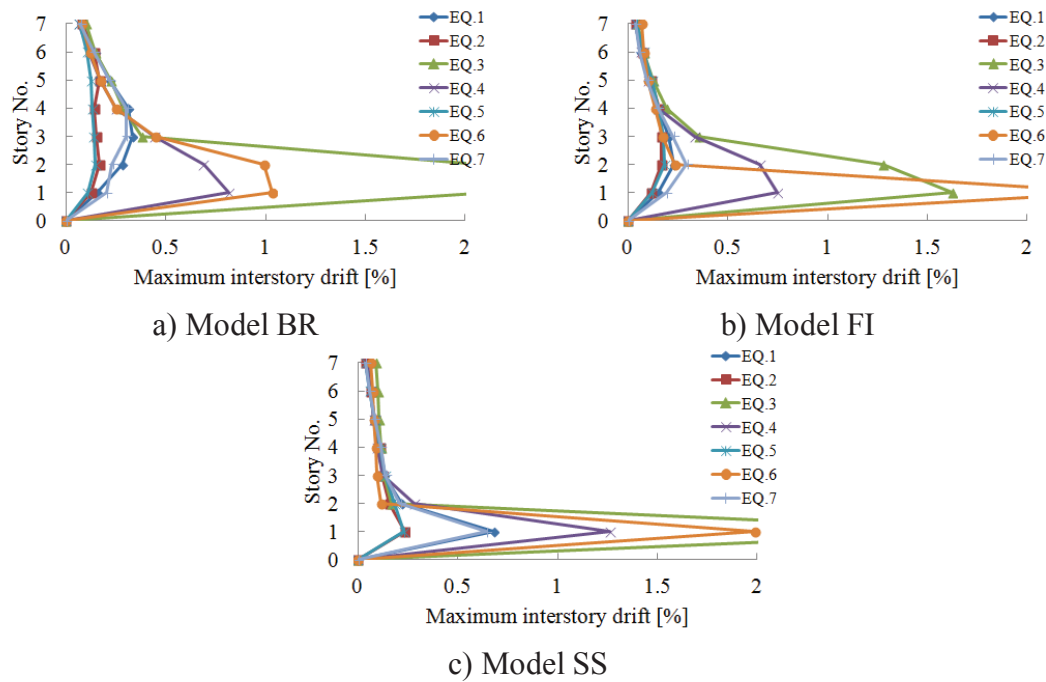 7
6
5
4
3
2
1
0
Story No.
0
0.5
1
1.5
2
Maximum interstory drift [%]
EQ.1
EQ.2
EQ.3
EQ.4
EQ.5
EQ.6
EQ.7
a) Model BR
7
6
5
4
3
2
1
0
Story No.
0
0.5
1
1.5
2
Maximum interstory drift [%]
EQ.1
EQ.2
EQ.3
EQ.4
EQ.5
EQ.6
EQ.7
b) Model FI
7
6
5
4
3
2
1
0
Story No.
0
0.5
1
1.5
2
Maximum interstory drift [%]
EQ.1
EQ.2
EQ.3
EQ.4
EQ.5
EQ.6
EQ.7
c) Model SS